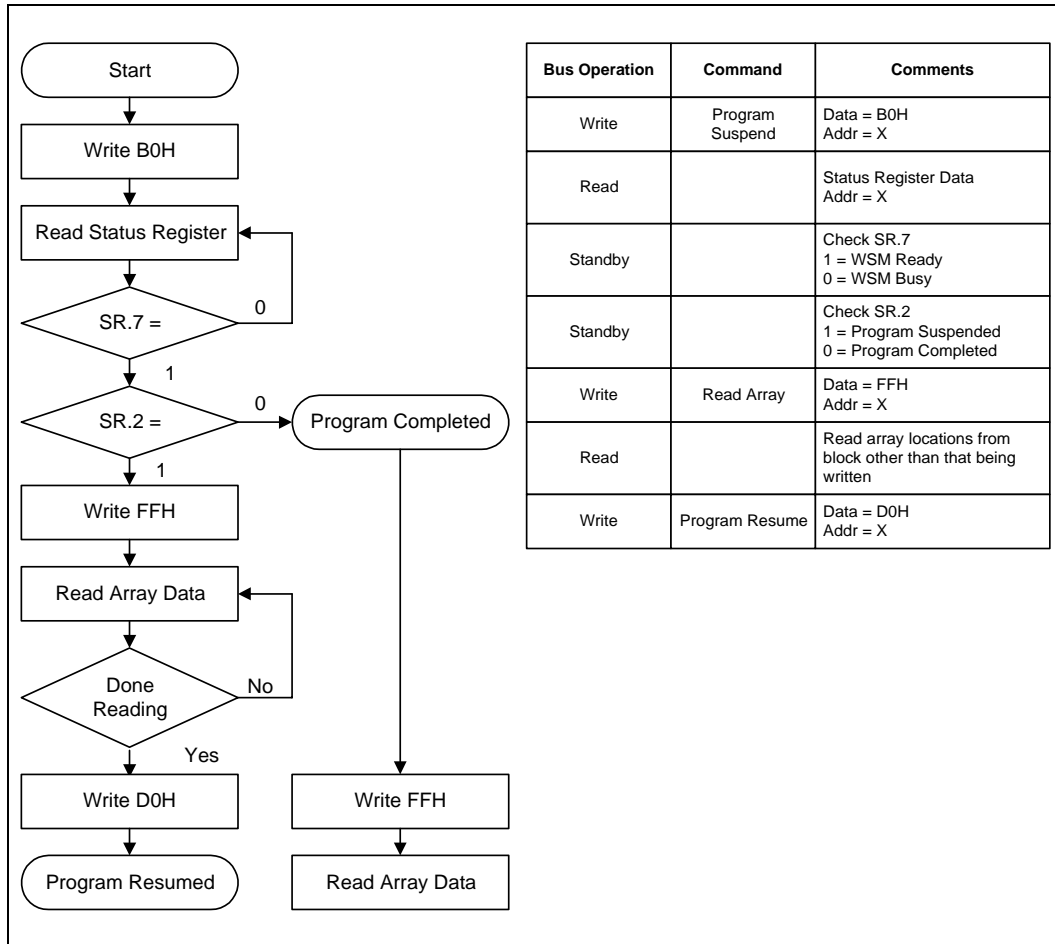 Start
Write B0H
Read Status Register
SR.7 =
0
1
SR.2 =
0
Program Completed
1
Write FFH
Read Array Data
Done
Reading
No
Yes
Write D0H
Write FFH
Program Resumed
Read Array Data
Bus Operation
Command
Comments
Write
Program
Suspend
Data = B0H
Addr = X
Read
Status Register Data
Addr = X
Standby
Check SR.7
1 = WSM Ready
0 = WSM Busy
Standby
Check SR.2
1 = Program Suspended
0 = Program Completed
Write
Read Array
Data = FFH
Addr = X
Read
Read array locations from
block other than that being
written
Write
Program Resume
Data = D0H
Addr = X